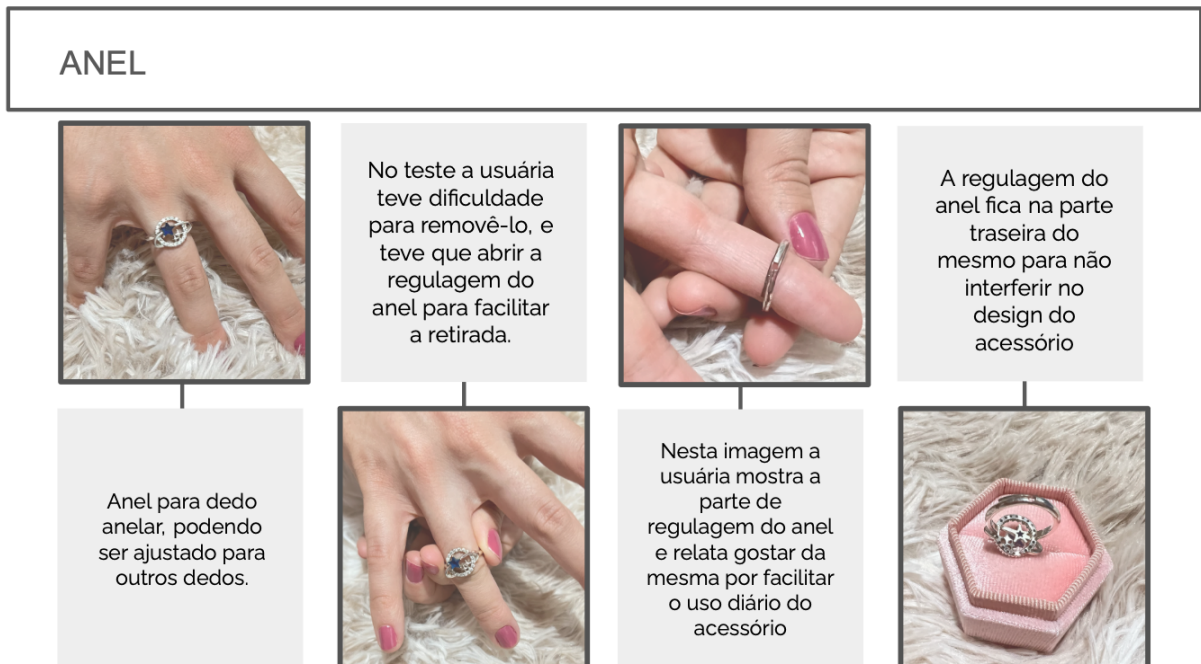 ANEL
No teste a usuária
teve dificuldade
para removê-lo, e
teve que abrir a
regulagem do
anel para facilitar
a retirada.
A regulagem do
anel fica na parte
traseira do
mesmo para não
interferir no
design do
acessório
Anel para dedo
anelar, podendo
ser ajustado para
outros dedos.
Nesta imagem a
usuária mostra a
parte de
regulagem do anel
e relata gostar da
mesma por facilitar
o uso diário do
acessório